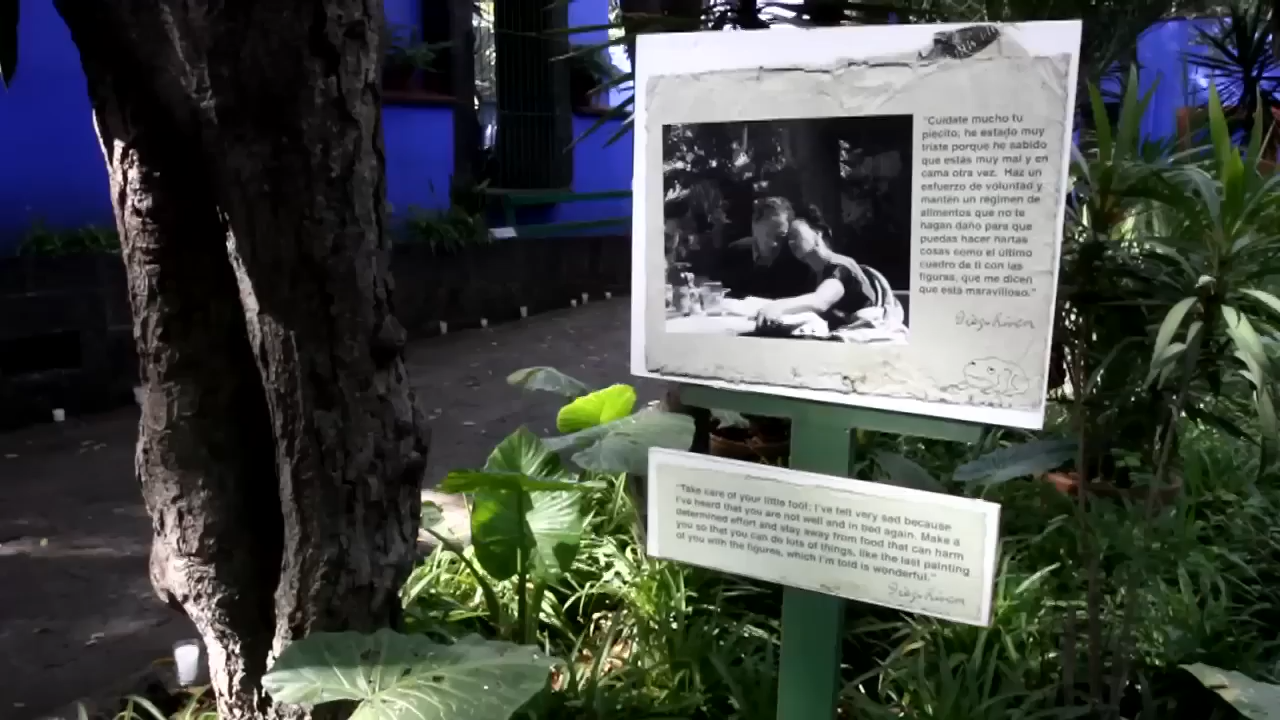 "Cuídate mucho tu
piecito; he estado muy
triste porque he sabido
que estás muy mal y en
cama otra vez. Haz un
esfuerzo de voluntad y
mantén un régimen de
alimentos que no te
hagan daño para que
puedas hacer hartas
cosas como el último
cuadro de ti con las
figuras, que me dicen
que está maravilloso."
Diego Rivera
"Take care of your little foot; I've felt very sad because
I've heard that you are not well and in bed again. Make a
determined effort and stay away from food that can harm
you so that you can do lots of things, like the last painting
of you with the figures, which I'm told is wonderful."
Diego Rivera